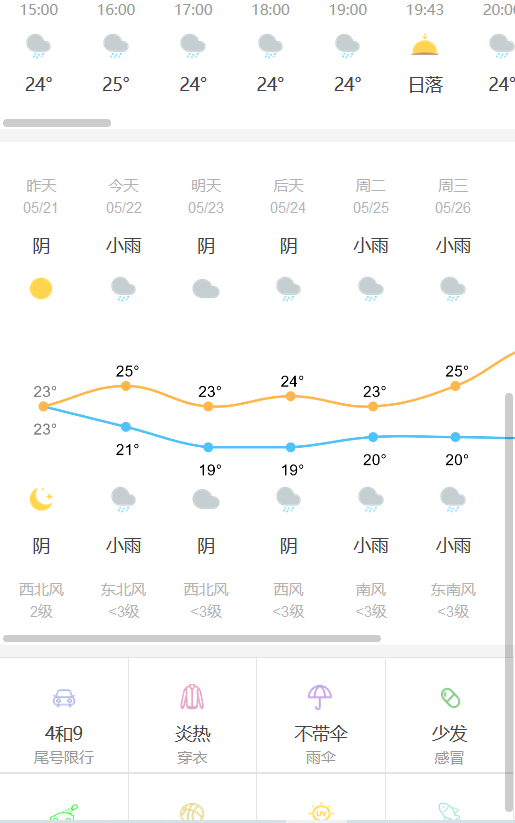 15:00 16:00 17:00 18:00 19:00 19:43 20:00
24° 25° 24° 24° 24° 日落 24°
昨天 今天 明天 后天 周二 周三
05/21 05/22 05/23 05/24 05/25 05/26
阴 小雨 阴 阴 小雨 小雨
23° 25° 23° 24° 23° 25°
23° 21° 19° 19° 20° 20°
阴 小雨 阴 阴 小雨 小雨
西北风 东北风 西北风 西风 南风 东南风
2级 <3级 <3级 <3级 <3级 <3级
4和9 炎热 不带伞 少发
尾号限行 穿衣 雨伞 感冒
UV